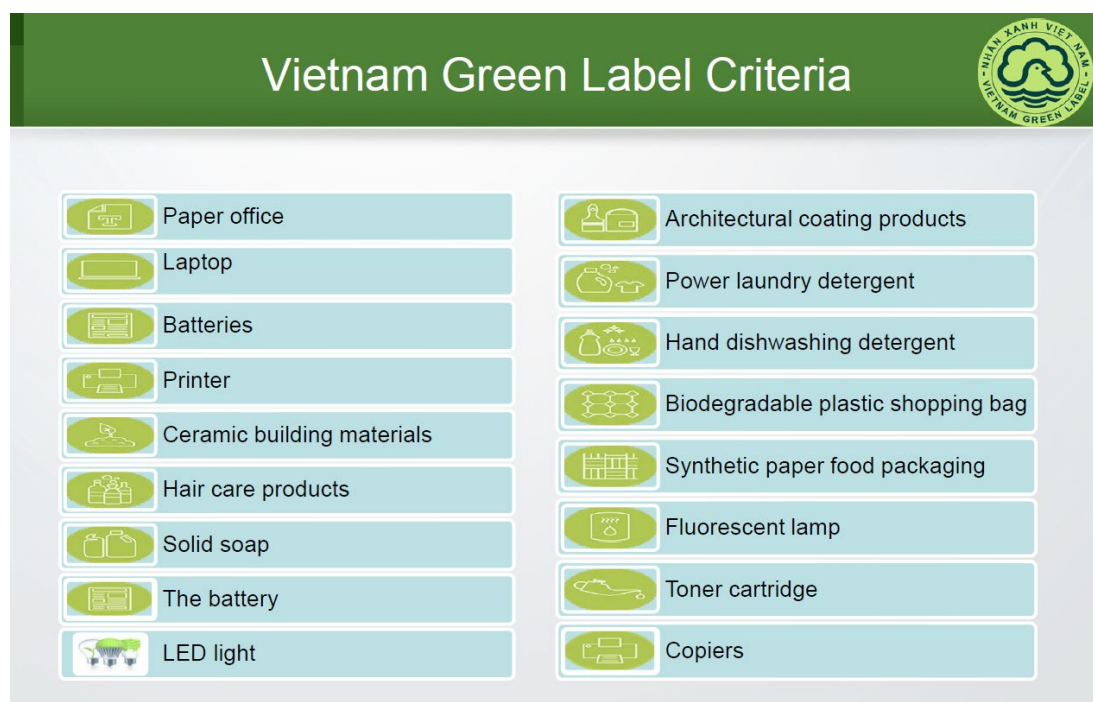 Vietnam Green Label Criteria
NHÃN XANH VIỆT NAM - VIETNAM GREEN LABEL -
Paper office
Laptop
Batteries
Printer
Ceramic building materials
Hair care products
Solid soap
The battery
LED light
Architectural coating products
Power laundry detergent
Hand dishwashing detergent
Biodegradable plastic shopping bag
Synthetic paper food packaging
Fluorescent lamp
Toner cartridge
Copiers